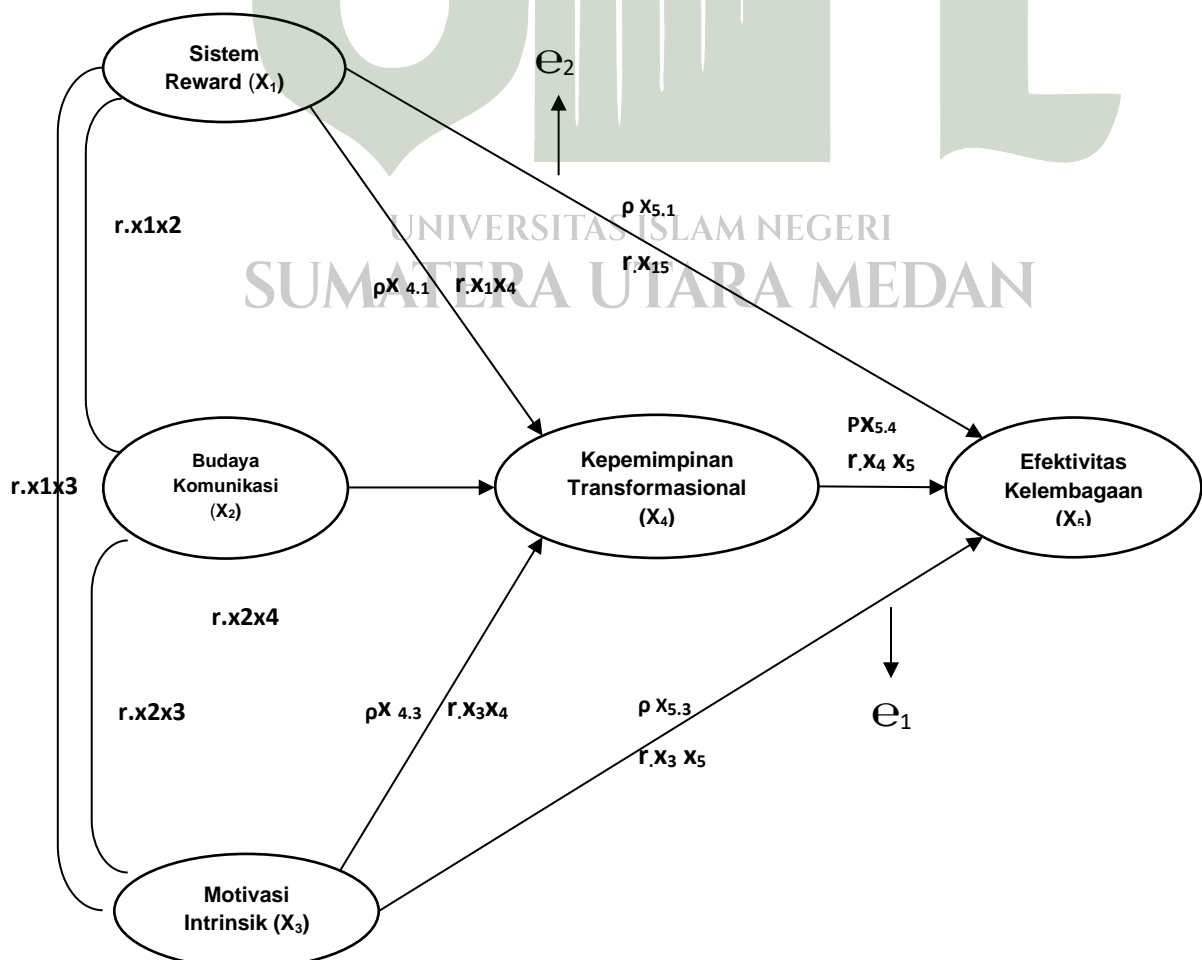 Sistem
Reward (X₁)
e₂
r.x1x2
ρ X₅.₁
UNIVERSITAS ISLAM NEGERI
r.x₁₅
SUMATERA UTARA MEDAN
ρx 4.1 r.x₁x₄
Budaya
Komunikasi
(X₂)
Kepemimpinan
Transformasional
(X₄)
Px₅.₄
r.x₄ x₅
Efektivitas
Kelembagaan
(X₅)
r.x1x3
r.x2x4
r.x2x3
ρx 4.3 r.x₃x₄
ρ X₅.₃
r.x₃ x₅
e₁
Motivasi
Intrinsik (X₃)